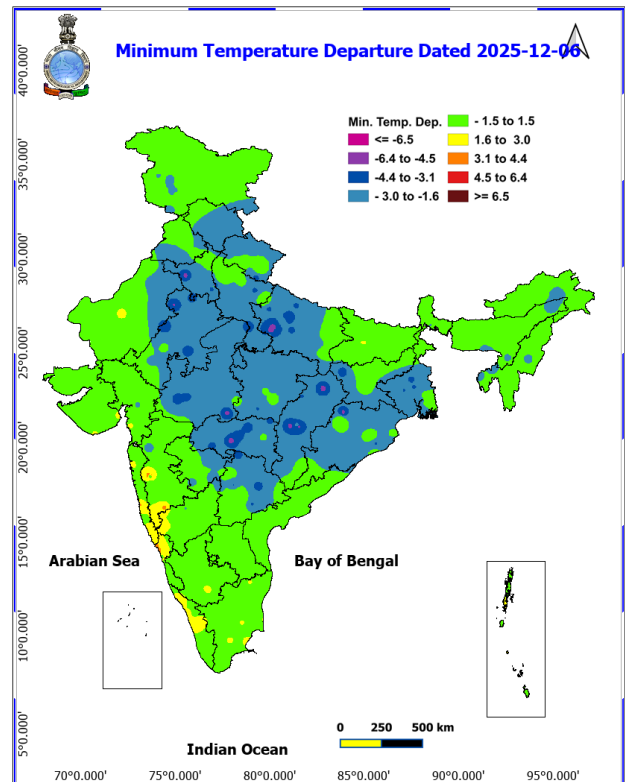 Minimum Temperature Departure Dated 2025-12-06
40°0.000'
35°0.000'
30°0.000'
25°0.000'
20°0.000'
15°0.000'
10°0.000'
5°0.000'
Min. Temp. Dep.
<= -6.5
-6.4 to -4.5
-4.4 to -3.1
- 3.0 to -1.6
- 1.5 to 1.5
1.6 to 3.0
3.1 to 4.4
4.5 to 6.4
>= 6.5
Arabian Sea
Bay of Bengal
Indian Ocean
0 250 500 km
70°0.000' 75°0.000' 80°0.000' 85°0.000' 90°0.000' 95°0.000'